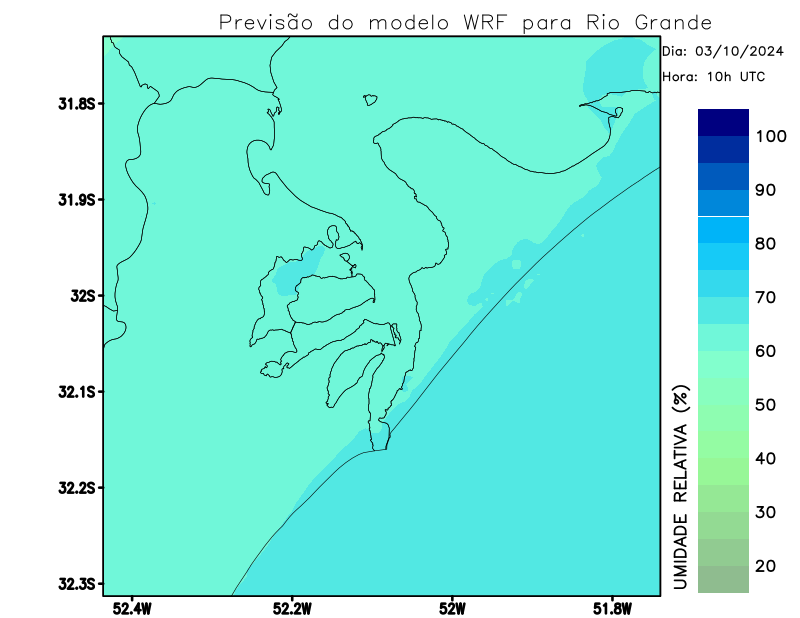 Previsão do modelo WRF para Rio Grande
Dia: 03/10/2024
Hora: 10h UTC
31.8S
31.9S
32S
32.1S
32.2S
32.3S
52.4W
52.2W
52W
51.8W
100
90
80
70
60
50
40
30
20
UMIDADE RELATIVA (%)